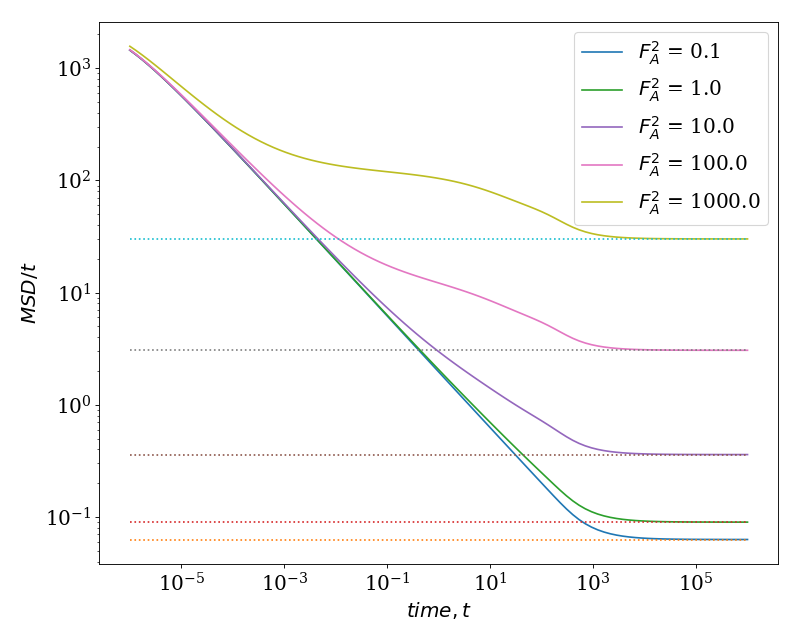 10^3
10^2
10^1
10^0
10^{-1}
MSD/t
10^{-5}
10^{-3}
10^{-1}
10^1
10^3
10^5
time, t
F_A^2 = 0.1
F_A^2 = 1.0
F_A^2 = 10.0
F_A^2 = 100.0
F_A^2 = 1000.0